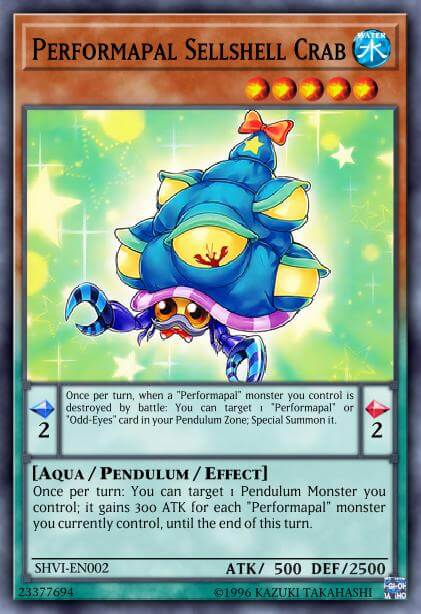 PERFORMAPAL SELLSHELL CRAB
WATER
水
Once per turn, when a "Performapal" monster you control is
destroyed by battle: You can target 1 "Performapal" or
"Odd-Eyes" card in your Pendulum Zone; Special Summon it.
2
2
[AQUA / PENDULUM / EFFECT]
Once per turn: You can target 1 Pendulum Monster you
control; it gains 300 ATK for each "Performapal" monster
you currently control, until the end of this turn.
SHVI-EN002
ATK/ 500 DEF/2500
23377694
©1996 KAZUKI TAKAHASHI